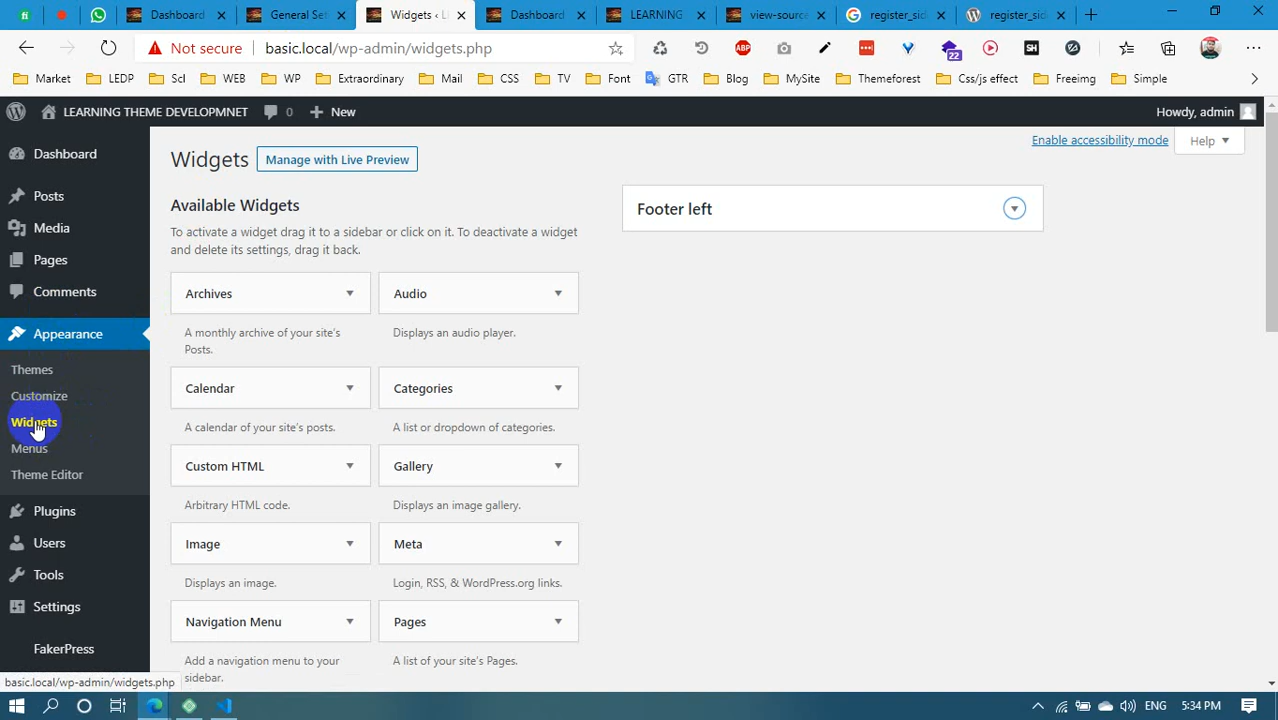 Dashboard
General Set
Widgets < L
Dashboard
LEARNING
view-source
register_sid
register_sid
Not secure
basic.local/wp-admin/widgets.php
ABP
22
SH
Market
LEDP
Scl
WEB
WP
Extraordinary
Mail
CSS
TV
Font
GTR
Blog
MySite
Themeforest
Css/js effect
Freeimg
Simple
LEARNING THEME DEVELOPMNET
0
New
Howdy, admin
Dashboard
Posts
Media
Pages
Comments
Appearance
Themes
Customize
Widgets
Menus
Theme Editor
Plugins
Users
Tools
Settings
FakerPress
Enable accessibility mode
Help
Widgets
Manage with Live Preview
Available Widgets
To activate a widget drag it to a sidebar or click on it. To deactivate a widget
and delete its settings, drag it back.
Archives
A monthly archive of your site's
Posts.
Audio
Displays an audio player.
Calendar
A calendar of your site's posts.
Categories
A list or dropdown of categories.
Custom HTML
Arbitrary HTML code.
Gallery
Displays an image gallery.
Image
Displays an image.
Meta
Login, RSS, & WordPress.org links.
Navigation Menu
Add a navigation menu to your
sidebar.
Pages
A list of your site's Pages.
Footer left
basic.local/wp-admin/widgets.php
ENG
5:34 PM